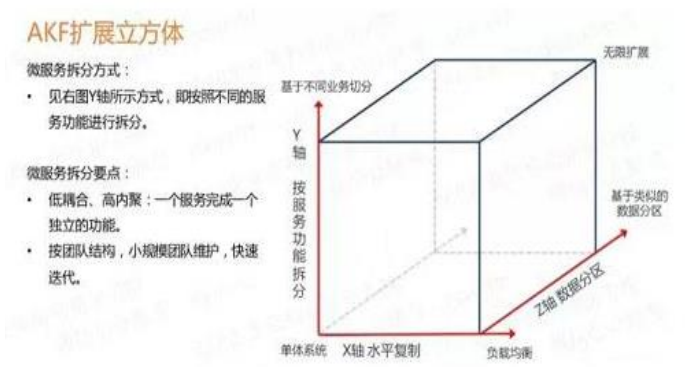 AKF扩展立方体
微服务拆分方式：
• 见右图Y轴所示方式，即按照不同的服
务功能进行拆分。
微服务拆分要点：
• 低耦合、高内聚：一个服务完成一个
独立的功能。
• 按团队结构，小规模团队维护，快速
迭代。
无限扩展
基于不同业务切分
Y轴 按服务功能拆分
基于类似的
数据分区
Z轴 数据分区
单体系统
X轴 水平复制
负载均衡